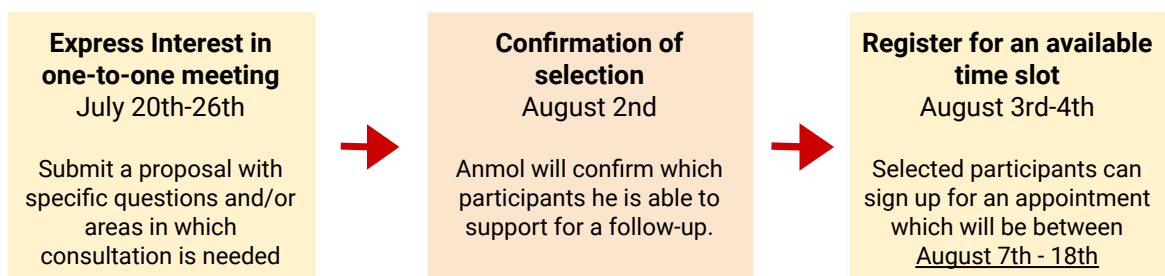 Express Interest in
one-to-one meeting
July 20th-26th
Submit a proposal with
specific questions and/or
areas in which
consultation is needed
Confirmation of
selection
August 2nd
Anmol will confirm which
participants he is able to
support for a follow-up.
Register for an available
time slot
August 3rd-4th
Selected participants can
sign up for an appointment
which will be between
August 7th - 18th